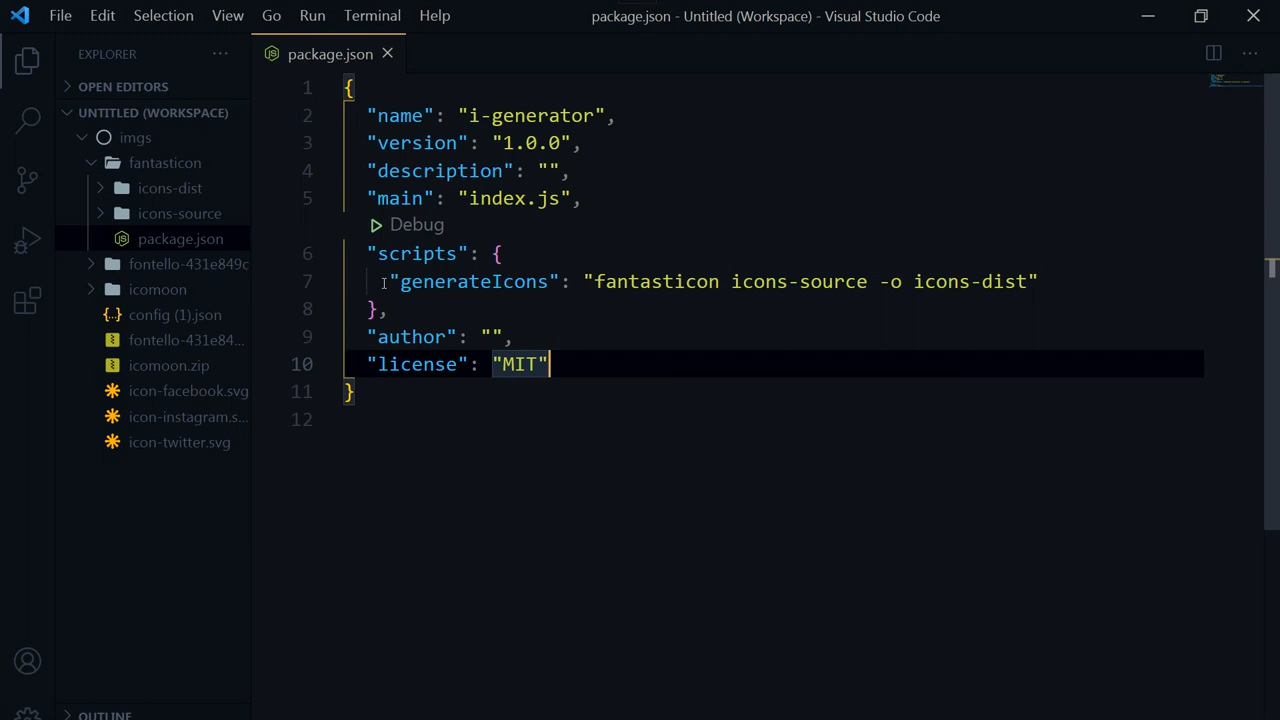 File Edit Selection View Go Run Terminal Help
package.json - Untitled (Workspace) - Visual Studio Code
EXPLORER
package.json
OPEN EDITORS
UNTITLED (WORKSPACE)
imgs
fantasticon
icons-dist
icons-source
package.json
fontello-431e849c
icomoon
config (1).json
fontello-431e84...
icomoon.zip
icon-facebook.svg
icon-instagram.s...
icon-twitter.svg
OUTLINE
1 {
2 "name": "i-generator",
3 "version": "1.0.0",
4 "description": "",
5 "main": "index.js",
Debug
6 "scripts": {
7 "generateIcons": "fantasticon icons-source -o icons-dist"
8 },
9 "author": "",
10 "license": "MIT"
11 }
12